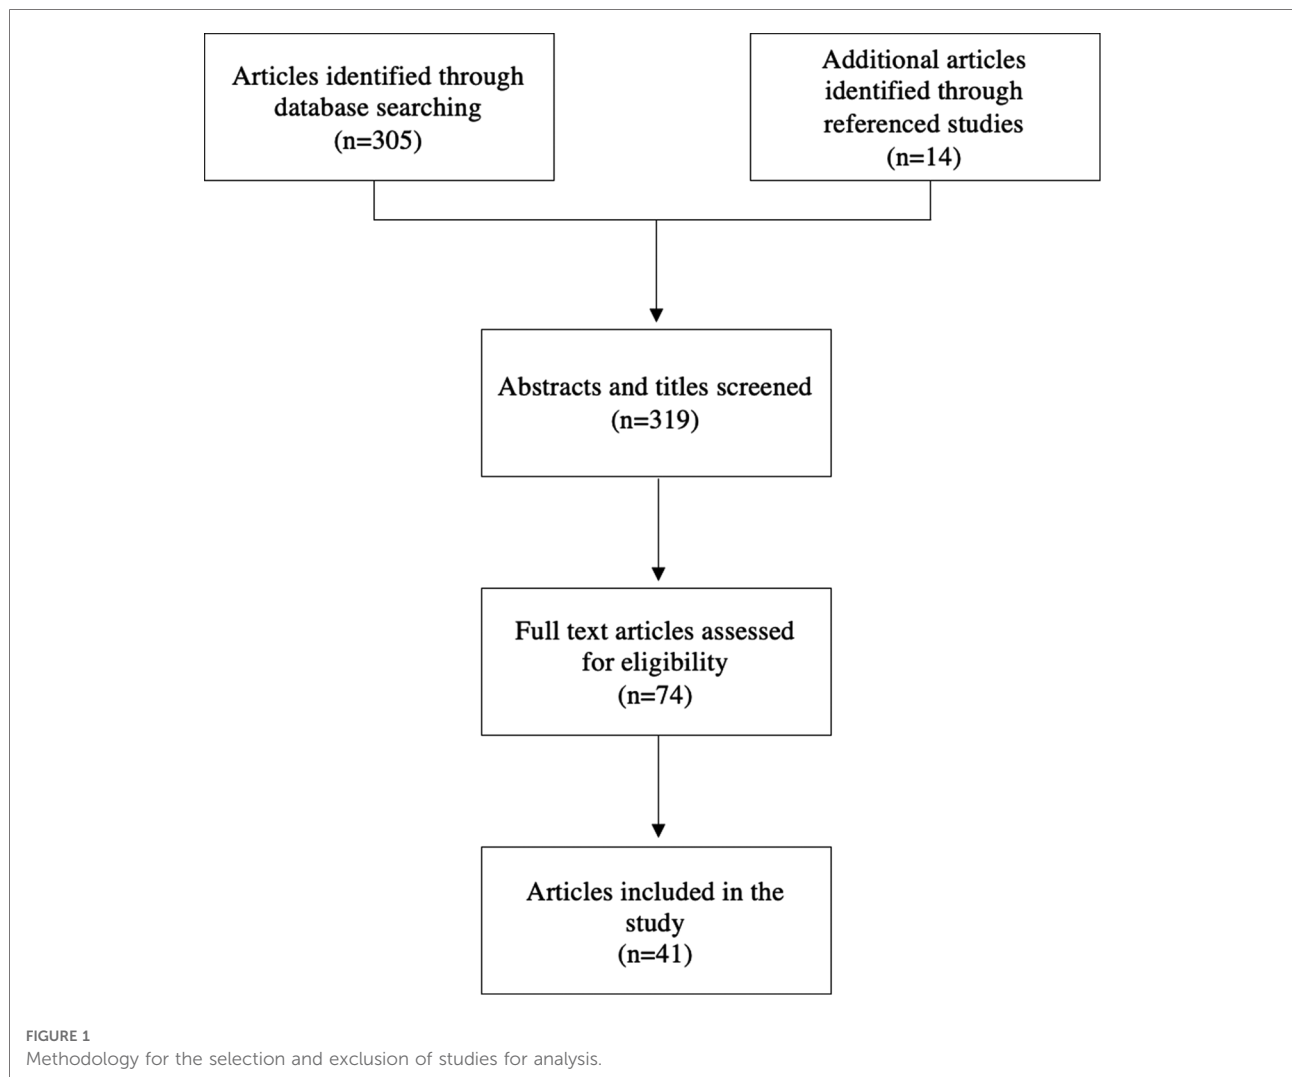 Articles identified through
database searching
(n=305)
Additional articles
identified through
referenced studies
(n=14)
Abstracts and titles screened
(n=319)
Full text articles assessed
for eligibility
(n=74)
Articles included in the
study
(n=41)
FIGURE 1
Methodology for the selection and exclusion of studies for analysis.